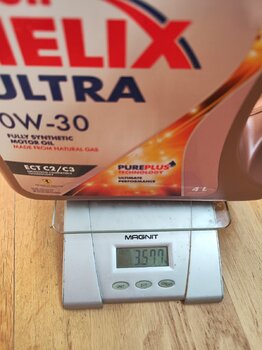 HELIX
ULTRA
0W-30
FULLY SYNTHETIC
MOTOR OIL
MADE FROM NATURAL GAS
ECT C2/C3
PUREPLUS
TECHNOLOGY
ULTIMATE
PERFORMANCE
4 L
MAGNIT
3577